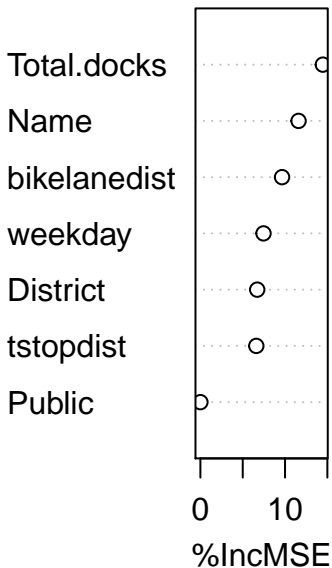 Total.docks
Name
bikelanedist
weekday
District
tstopdist
Public
0 10
%IncMSE